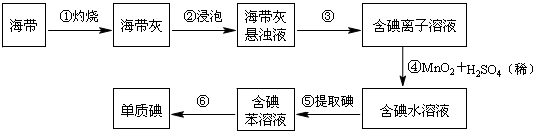 海带
①灼烧
海带灰
②浸泡
海带灰
悬浊液
③
含碘离子溶液
④MnO₂+H₂SO₄（稀）
单质碘
⑥
含碘
苯溶液
⑤提取碘
含碘水溶液